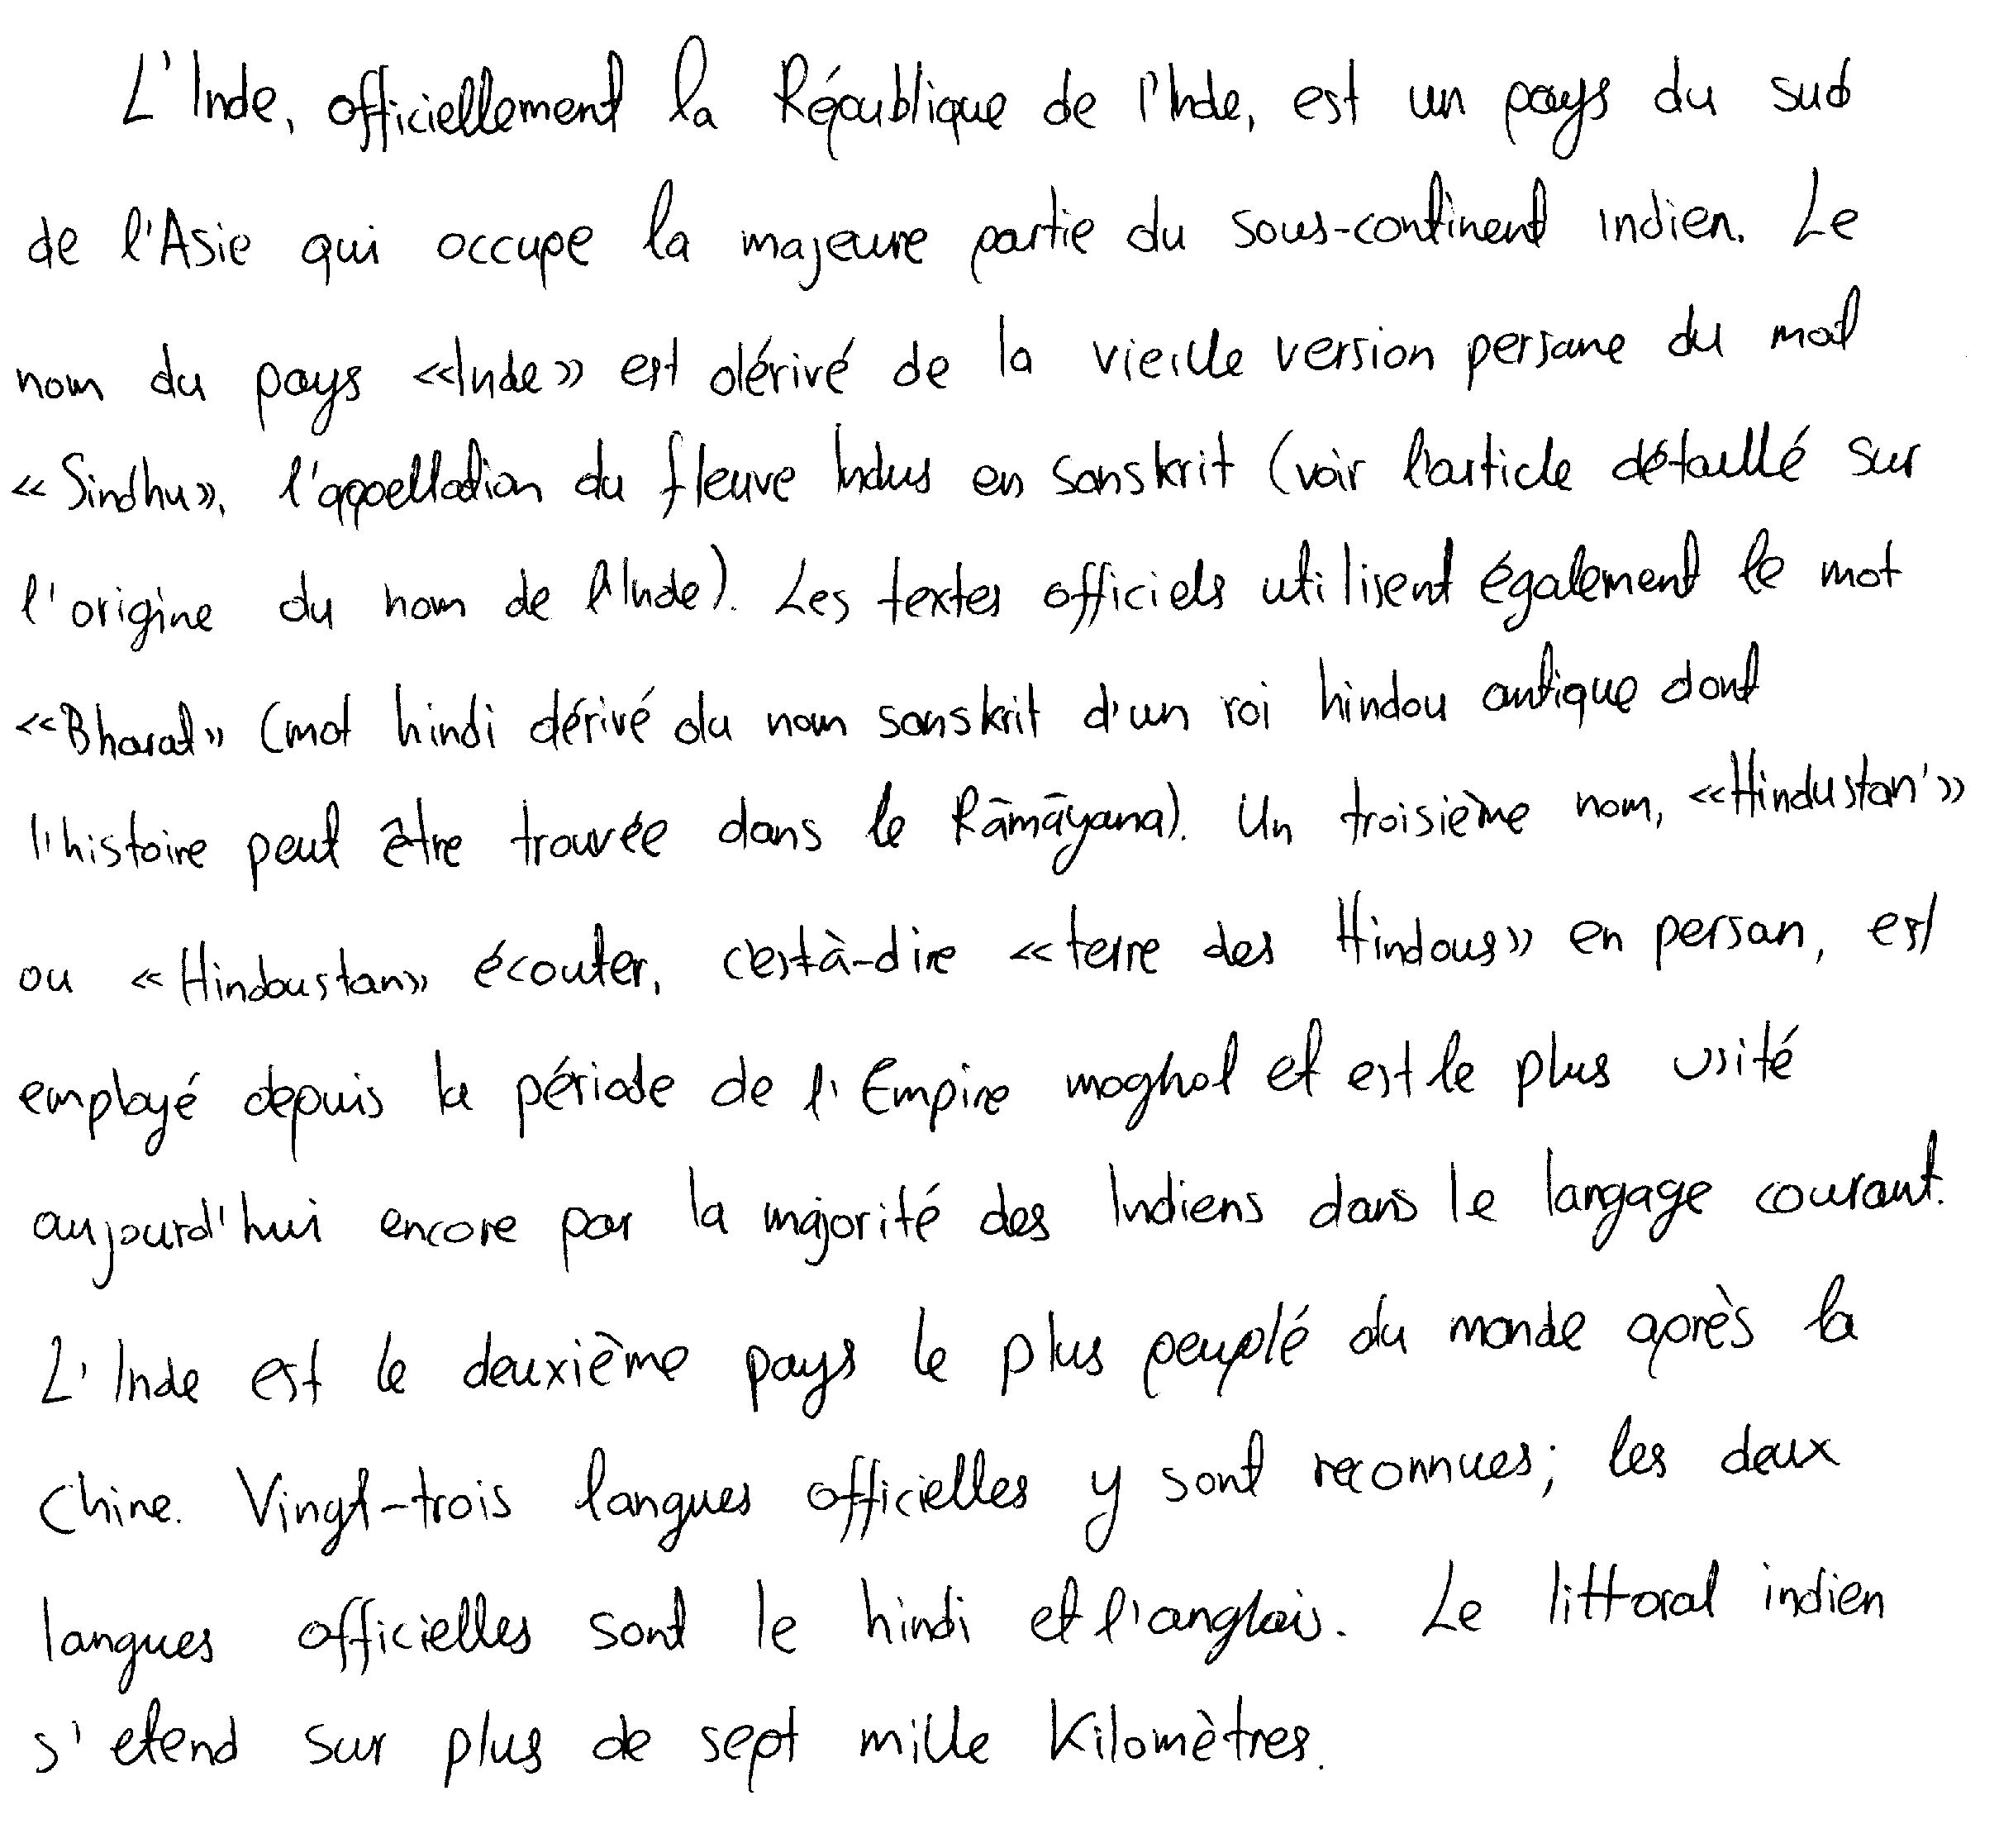 L'Inde, officiellement la République de l'Inde, est un pays du sud
de l'Asie qui occupe la majeure partie du sous-continent indien. Le
nom du pays «Inde» est dérivé de la vieille version persane du mot
«Sindhu», l'appellation du fleuve Indus en sanskrit (voir l'article détaillé sur
l'origine du nom de l'Inde). Les textes officiels utilisent également le mot
«Bharat» (mot hindi dérivé du nom sanskrit d'un roi hindou antique dont
l'histoire peut être trouvée dans le Rāmāyana). Un troisième nom, «Hindustan'»
ou «Hindoustan» écouter, c'està-dire «terre des Hindous» en persan, est
employé depuis la période de l'Empire moghol et est le plus usité
aujourd'hui encore par la majorité des Indiens dans le langage courant.
L'Inde est le deuxième pays le plus peuplé du monde après la
Chine. Vingt-trois langues officielles y sont reconnues; les deux
langues officielles sont le hindi et l'anglais. Le littoral indien
s'etend sur plus de sept mille Kilomètres.